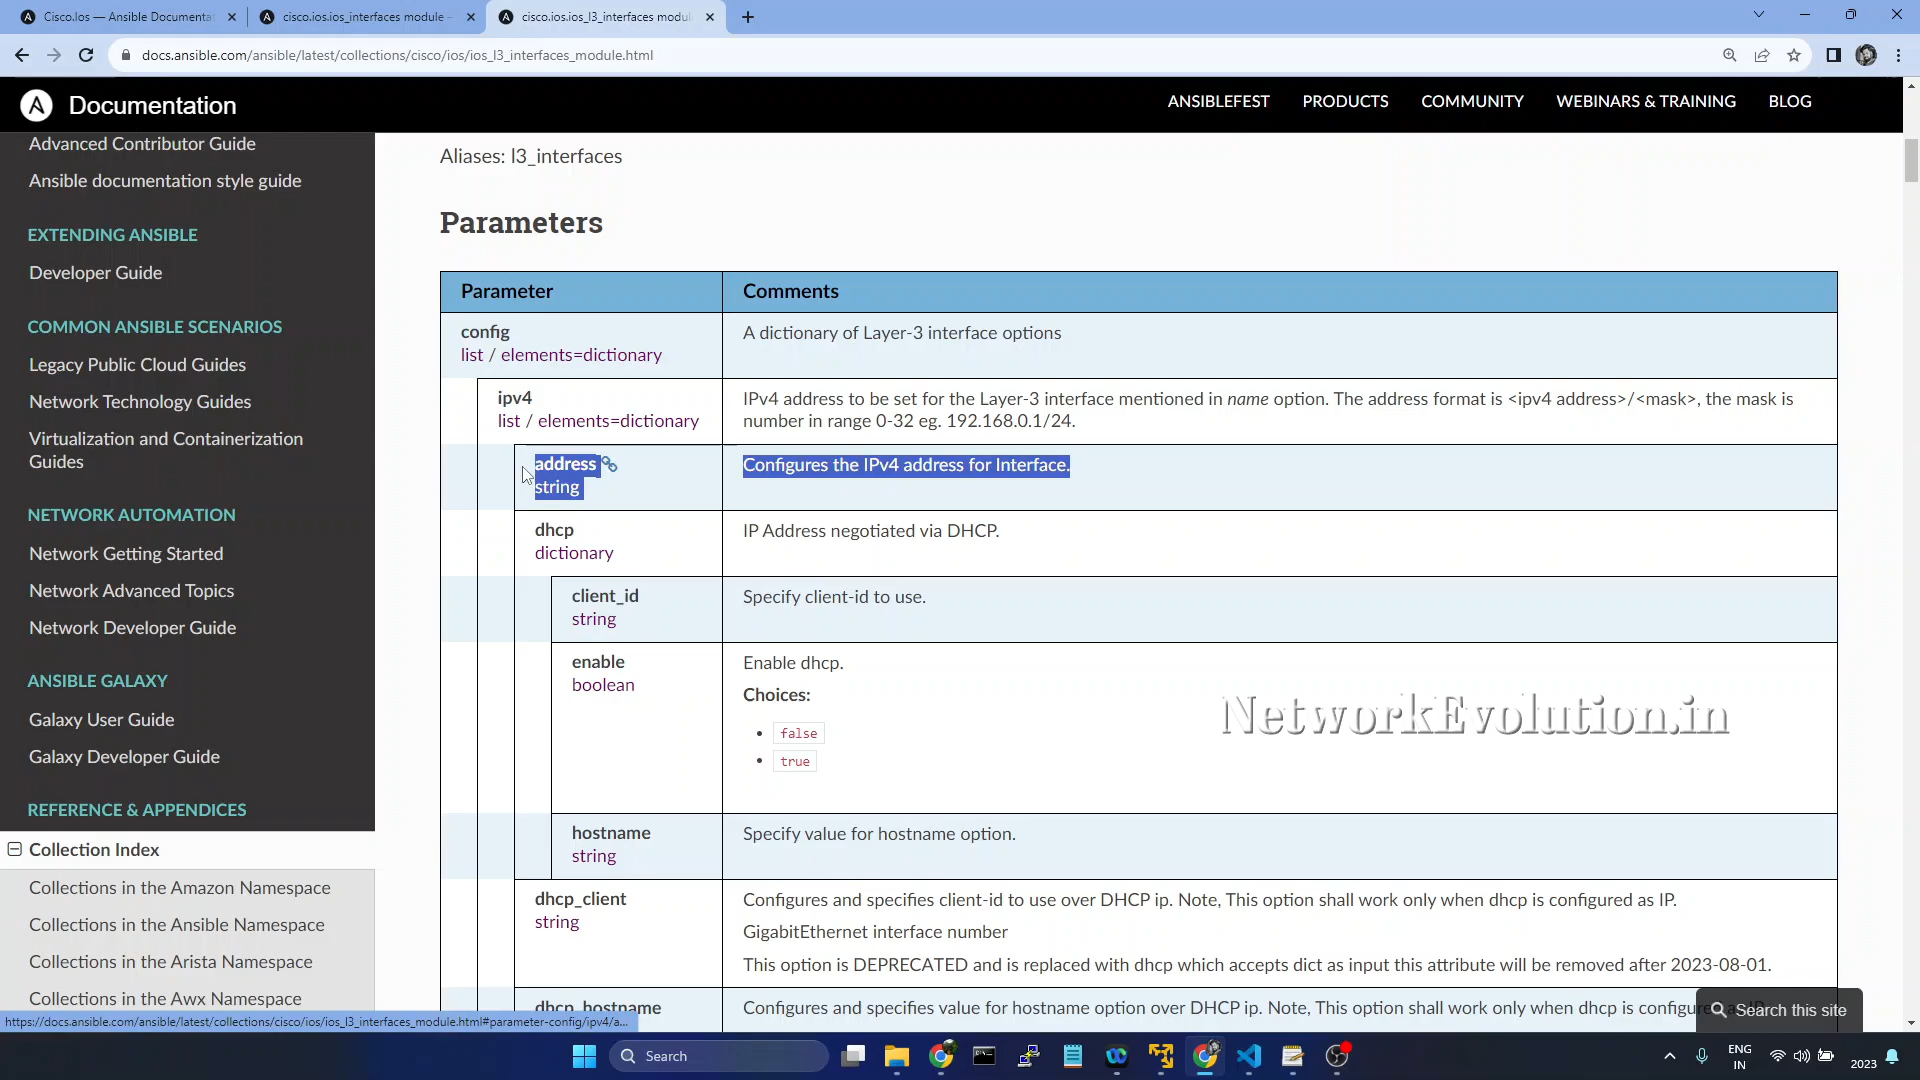 Cisco.Ios — Ansible Documenta
cisco.ios.ios_interfaces module –
cisco.ios.ios_l3_interfaces modul
docs.ansible.com/ansible/latest/collections/cisco/ios/ios_l3_interfaces_module.html
Documentation
ANSIBLEFEST PRODUCTS COMMUNITY WEBINARS & TRAINING BLOG
Advanced Contributor Guide
Ansible documentation style guide
EXTENDING ANSIBLE
Developer Guide
COMMON ANSIBLE SCENARIOS
Legacy Public Cloud Guides
Network Technology Guides
Virtualization and Containerization
Guides
NETWORK AUTOMATION
Network Getting Started
Network Advanced Topics
Network Developer Guide
ANSIBLE GALAXY
Galaxy User Guide
Galaxy Developer Guide
REFERENCE & APPENDICES
Collection Index
Collections in the Amazon Namespace
Collections in the Ansible Namespace
Collections in the Arista Namespace
Collections in the Awx Namespace
Aliases: l3_interfaces
Parameters
Parameter Comments
config A dictionary of Layer-3 interface options
list / elements=dictionary
ipv4 IPv4 address to be set for the Layer-3 interface mentioned in name option. The address format is <ipv4 address>/<mask>, the mask is
list / elements=dictionary number in range 0-32 eg. 192.168.0.1/24.
address Configures the IPv4 address for Interface.
string
dhcp IP Address negotiated via DHCP.
dictionary
client_id Specify client-id to use.
string
enable Enable dhcp.
boolean Choices:
false
true
NetworkEvolution.in
hostname Specify value for hostname option.
string
dhcp_client Configures and specifies client-id to use over DHCP ip. Note, This option shall work only when dhcp is configured as IP.
string GigabitEthernet interface number
This option is DEPRECATED and is replaced with dhcp which accepts dict as input this attribute will be removed after 2023-08-01.
dhcp_hostname Configures and specifies value for hostname option over DHCP ip. Note, This option shall work only when dhcp is
Search this site
https://docs.ansible.com/ansible/latest/collections/cisco/ios/ios_l3_interfaces_module.html#parameter-config/ipv4/a...
Search
ENG
IN
2023